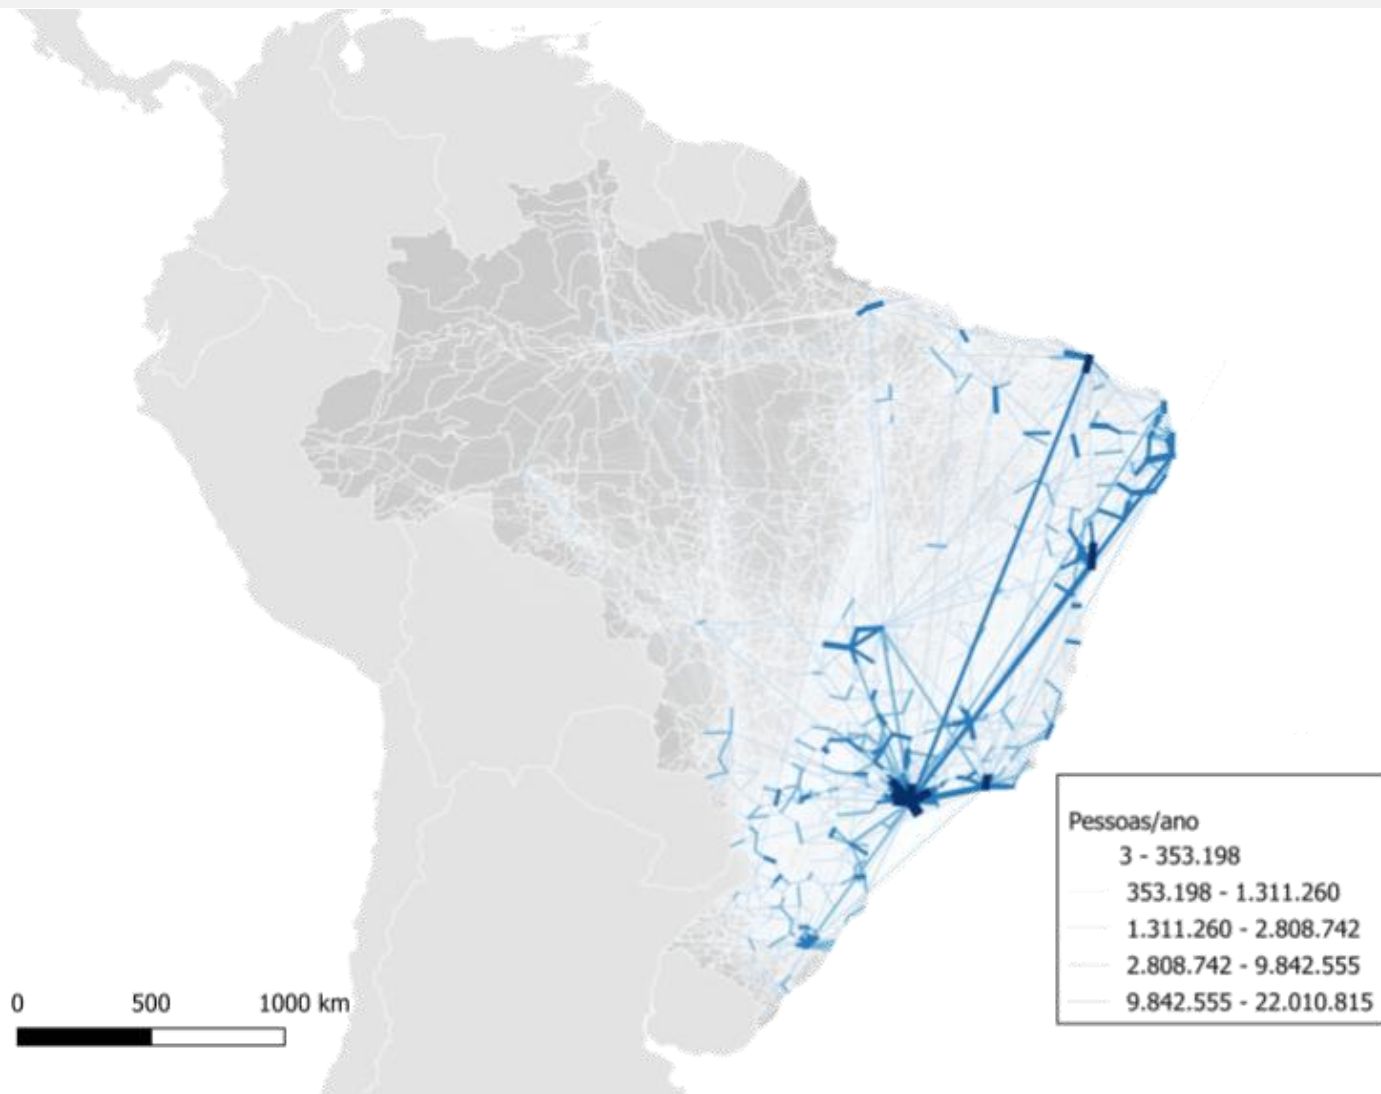 Pessoas/ano
3 - 353.198
353.198 - 1.311.260
1.311.260 - 2.808.742
2.808.742 - 9.842.555
9.842.555 - 22.010.815
0 500 1000 km